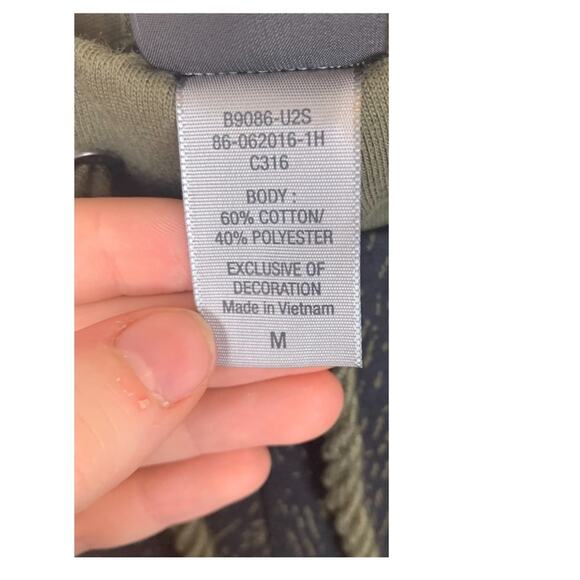 B9086-U2S
86-062016-1H
C316
BODY :
60% COTTON/
40% POLYESTER
EXCLUSIVE OF
DECORATION
Made in Vietnam
M